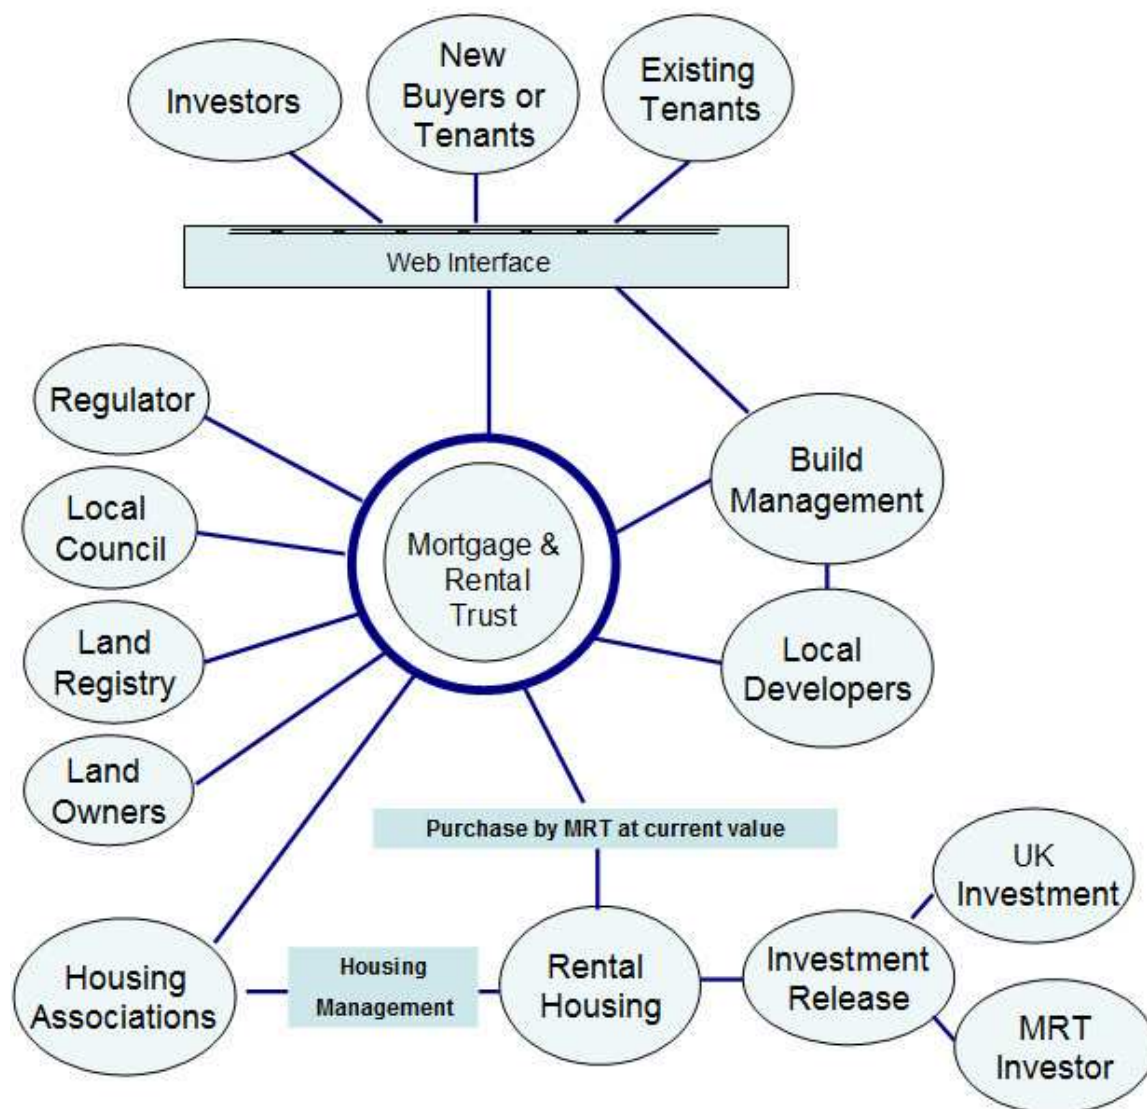 Investors
New
Buyers or
Tenants
Existing
Tenants
Web Interface
Regulator
Local
Council
Land
Registry
Land
Owners
Mortgage &
Rental
Trust
Build
Management
Local
Developers
Purchase by MRT at current value
Housing
Associations
Housing
Management
Rental
Housing
Investment
Release
UK
Investment
MRT
Investor